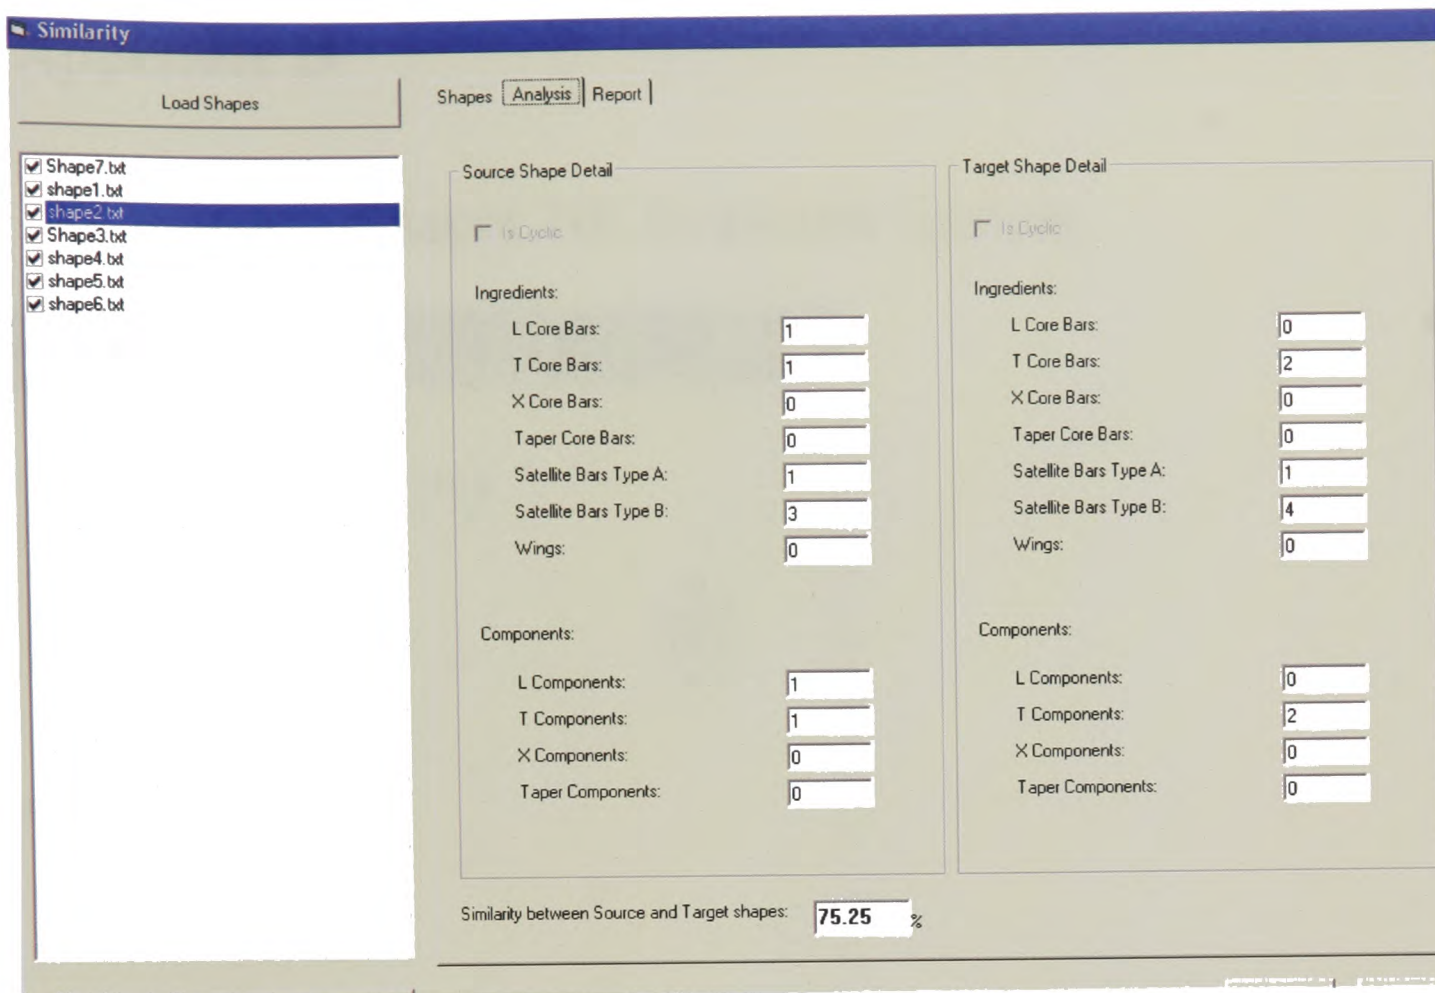 Similarity
Load Shapes
Shapes Analysis Report
Shape7.txt
shape1.txt
shape2.txt
Shape3.txt
shape4.txt
shape5.txt
shape6.txt
Source Shape Detail
Is Cyclic
Ingredients:
L Core Bars: 1
T Core Bars: 1
X Core Bars: 0
Taper Core Bars: 0
Satellite Bars Type A: 1
Satellite Bars Type B: 3
Wings: 0
Components:
L Components: 1
T Components: 1
X Components: 0
Taper Components: 0
Target Shape Detail
Is Cyclic
Ingredients:
L Core Bars: 0
T Core Bars: 2
X Core Bars: 0
Taper Core Bars: 0
Satellite Bars Type A: 1
Satellite Bars Type B: 4
Wings: 0
Components:
L Components: 0
T Components: 2
X Components: 0
Taper Components: 0
Similarity between Source and Target shapes: 75.25 %